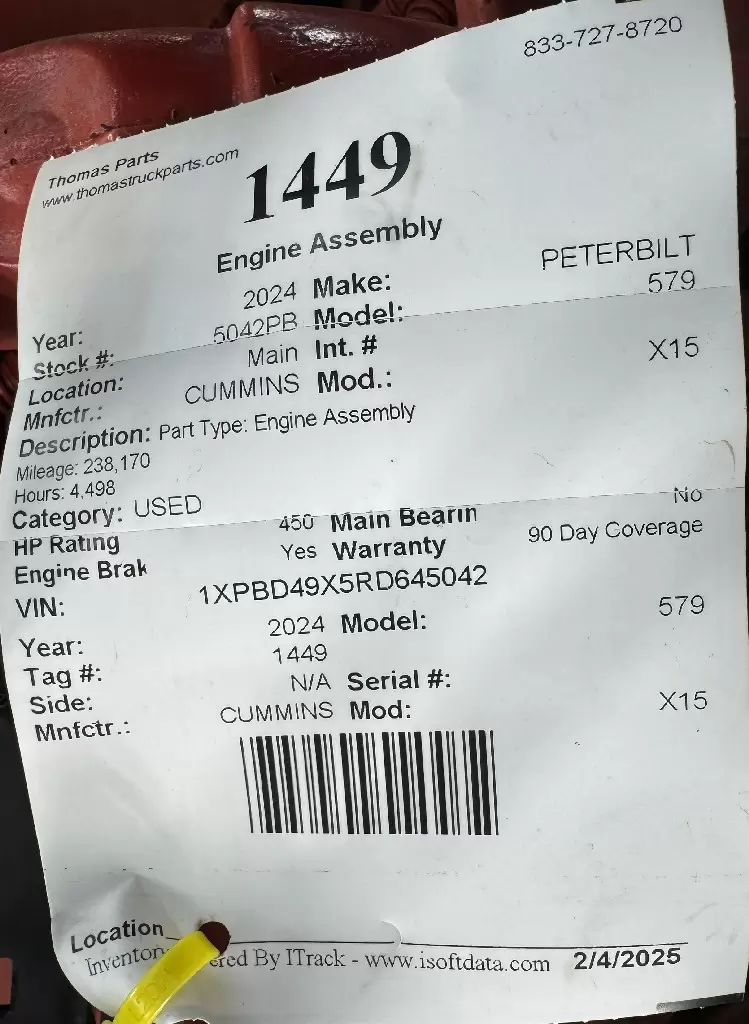 833-727-8720
Thomas Parts
www.thomastruckparts.com
1449
Engine Assembly
Year: 2024 Make: PETERBILT
Stock #: 5042PB Model: 579
Location: Main Int. #
Mnfctr.: CUMMINS Mod.: X15
Description: Part Type: Engine Assembly
Mileage: 238,170
Hours: 4,498
Category: USED
HP Rating 450 Main Bearin No
Engine Brak Yes Warranty 90 Day Coverage
VIN: 1XPBD49X5RD645042
Year: 2024 Model: 579
Tag #: 1449
Side: N/A Serial #:
Mnfctr.: CUMMINS Mod: X15
Location
By ITrack - www.isoftdata.com 2/4/2025